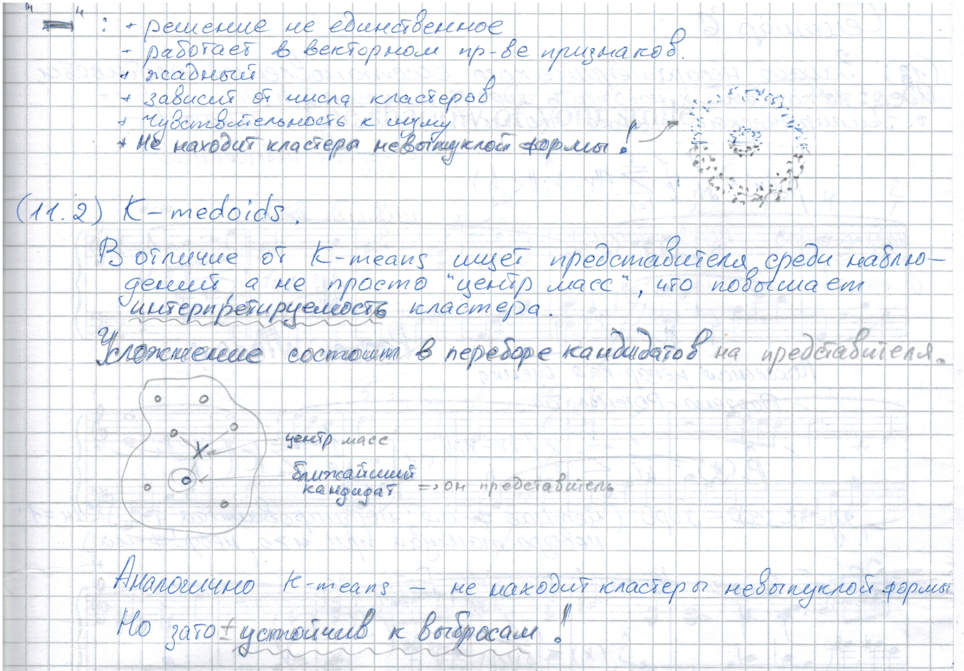 "—" : + решение не единственное
- работает в векторном пр-ве признаков.
+ жадный
+ зависит от числа кластеров
+ чувствительность к шуму
+ Не находит кластеры невыпуклой формы!
(11.2) K-medoids.
В отличие от K-means ищет представителя среди наблю-
дений, а не просто "центр масс", что повышает
интерпретируемость кластера.
Усложнение состоит в переборе кандидатов на представителя.
центр масс
ближайший
кандидат => он представитель
Аналогично K-means - не находит кластеры невыпуклой формы
Но зато ± устойчив к выбросам!